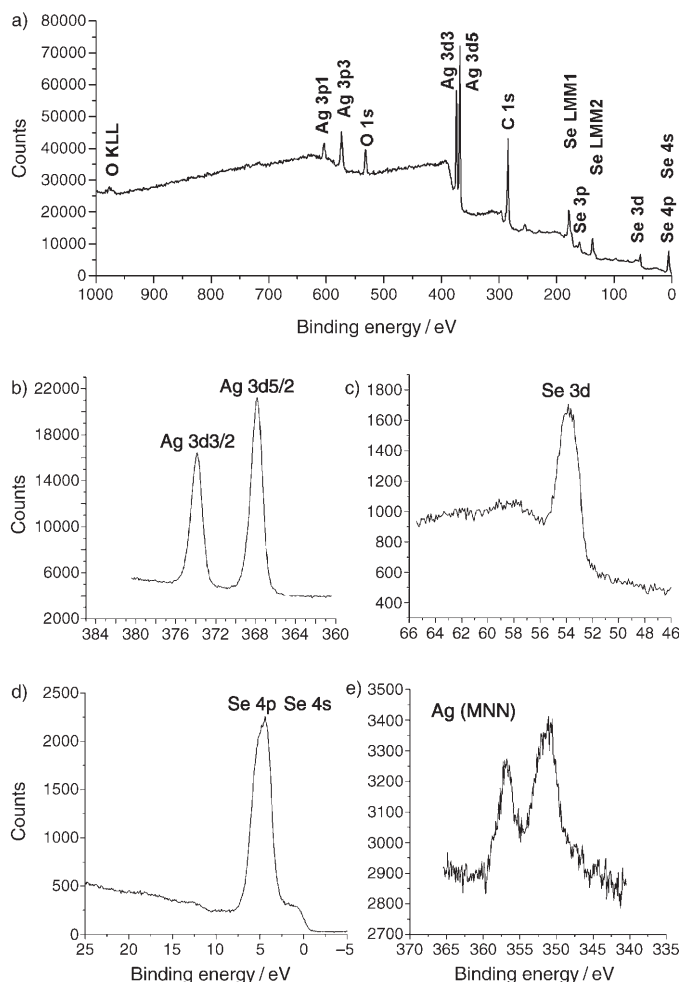 a)
80000
70000
60000
50000
40000
30000
20000
10000
0
Counts
O KLL
Ag 3p1
Ag 3p3
O 1s
Ag 3d3
Ag 3d5
C 1s
Se LMM1
Se 3p
Se LMM2
Se 3d
Se 4p
Se 4s
1000 900 800 700 600 500 400 300 200 100 0
Binding energy / eV
b)
22000
18000
14000
10000
6000
2000
Counts
Ag 3d5/2
Ag 3d3/2
384 380 376 372 368 364 360
c)
1800
1600
1400
1200
1000
800
600
400
Se 3d
66 64 62 60 58 56 54 52 50 48 46
d)
2500
2250
2000
1500
1000
500
0
Counts
Se 4p Se 4s
25 20 15 10 5 0 −5
Binding energy / eV
e)
3500
3400
3300
3200
3100
3000
2900
2800
2700
Ag (MNN)
370 365 360 355 350 345 340 335
Binding energy / eV